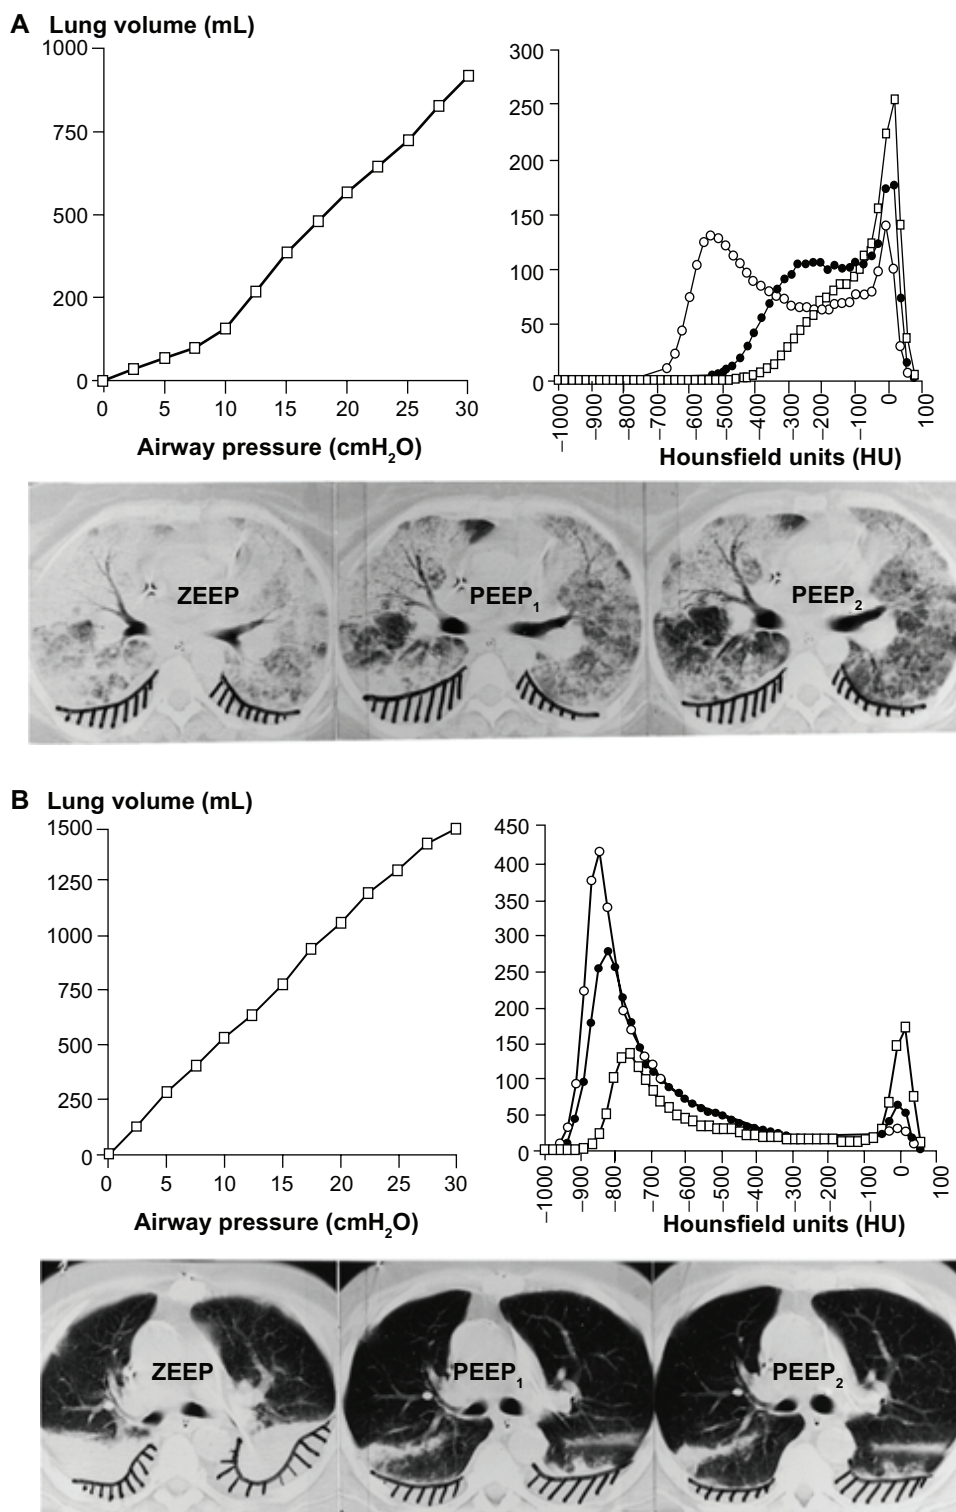 A Lung volume (mL)
1000
750
500
200
0
0 5 10 15 20 25 30
Airway pressure (cmH₂O)
300
250
200
150
100
50
0
−1000 −900 −800 −700 −600 −500 −400 −300 −200 −100 0 100
Hounsfield units (HU)
ZEEP PEEP₁ PEEP₂
B Lung volume (mL)
1500
1250
1000
750
500
250
0
0 5 10 15 20 25 30
Airway pressure (cmH₂O)
450
400
350
300
250
200
150
100
50
0
−1000 −900 −800 −700 −600 −500 −400 −300 −200 −100 0 100
Hounsfield units (HU)
ZEEP PEEP₁ PEEP₂